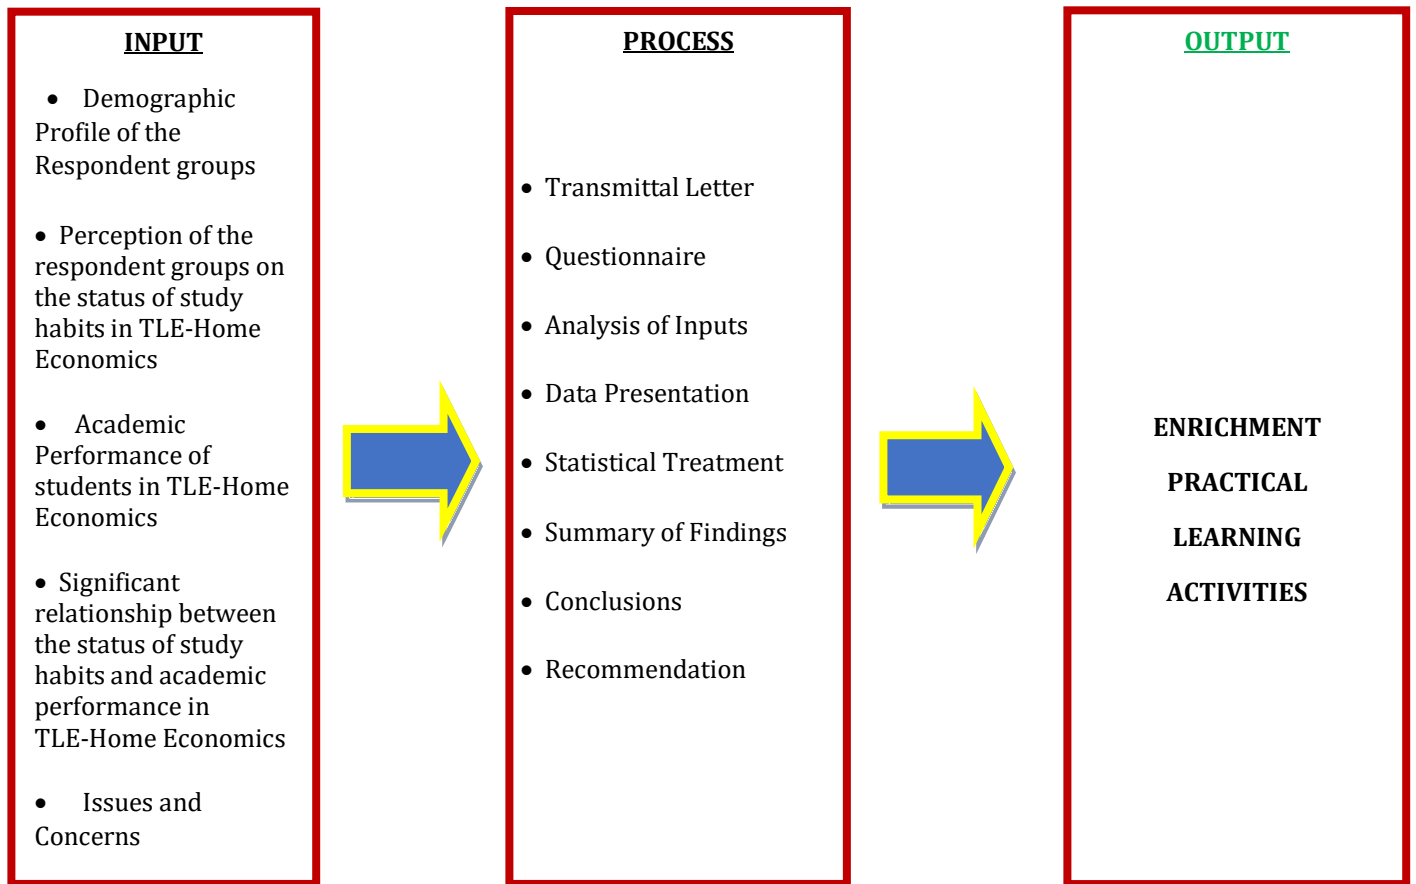 INPUT
• Demographic
Profile of the
Respondent groups
• Perception of the
respondent groups on
the status of study
habits in TLE-Home
Economics
• Academic
Performance of
students in TLE-Home
Economics
• Significant
relationship between
the status of study
habits and academic
performance in
TLE-Home Economics
• Issues and
Concerns
PROCESS
• Transmittal Letter
• Questionnaire
• Analysis of Inputs
• Data Presentation
• Statistical Treatment
• Summary of Findings
• Conclusions
• Recommendation
OUTPUT
ENRICHMENT
PRACTICAL
LEARNING
ACTIVITIES